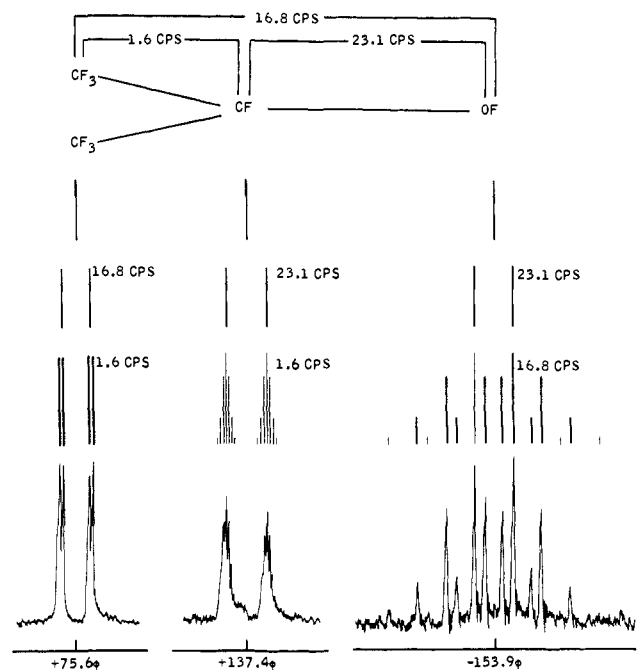 16.8 CPS
1.6 CPS 23.1 CPS
CF3
CF OF
CF3
16.8 CPS 23.1 CPS 23.1 CPS
1.6 CPS 1.6 CPS 16.8 CPS
+75.6φ +137.4φ -153.9φ